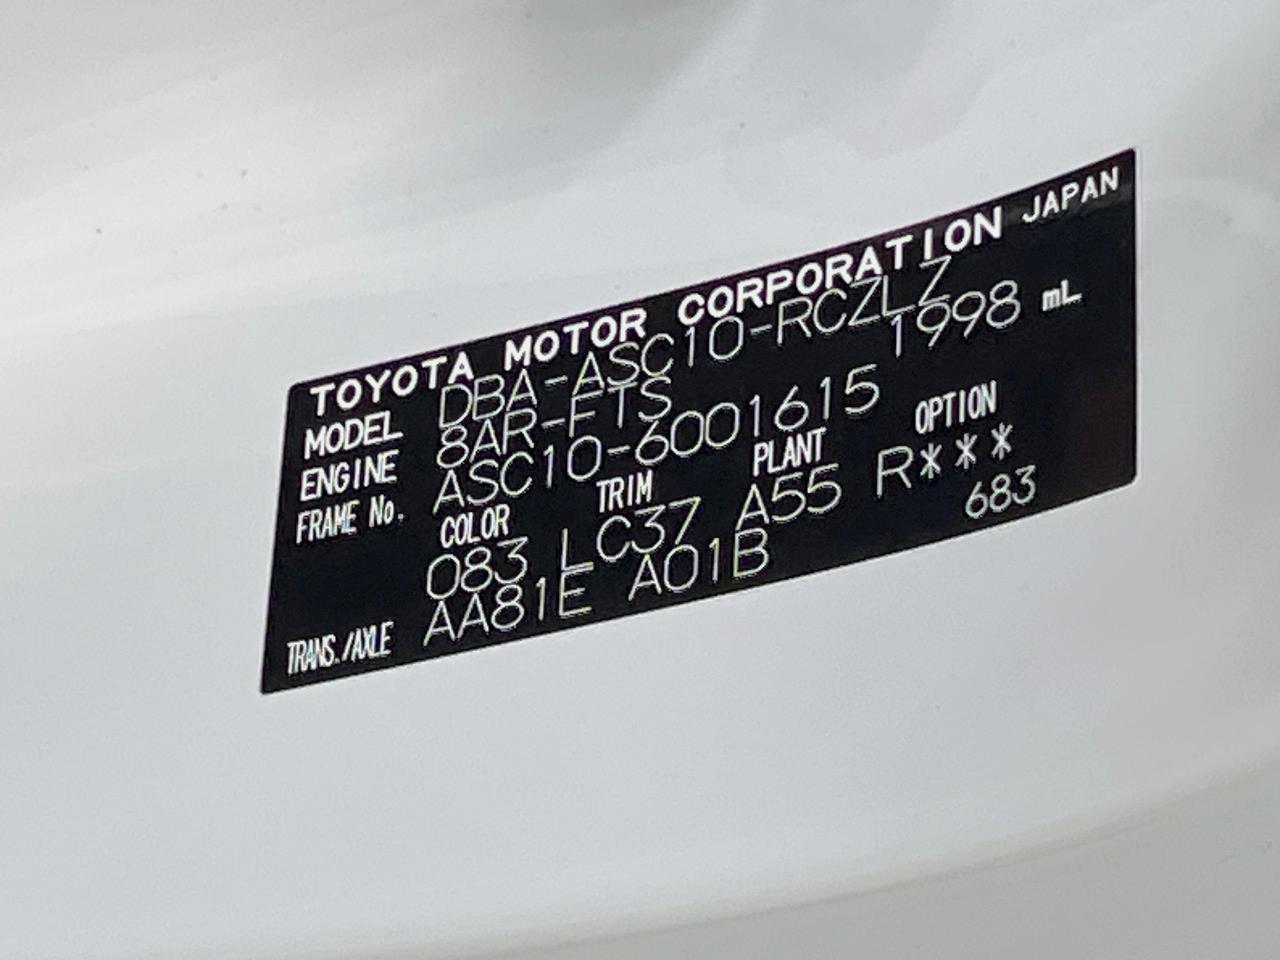 TOYOTA MOTOR CORPORATION JAPAN
MODEL DBA-ASC10-RCZLZ
ENGINE 8AR-FTS 1998 mL
FRAME No. ASC10-6001615
COLOR TRIM PLANT OPTION
083 LC37 A55 R***
TRANS./AXLE AA81E A01B 683